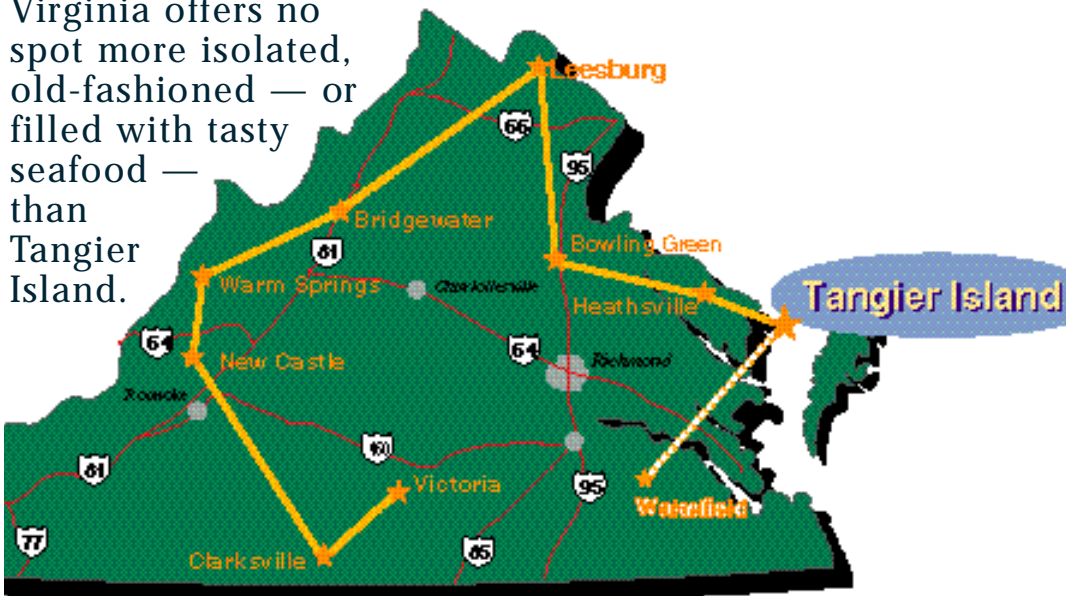 Virginia offers no
spot more isolated,
old-fashioned — or
filled with tasty
seafood —
than
Tangier
Island.
Leesburg
66
95
Bridgewater
81
Bowling Green
Warm Springs
Charlottesville
Heathsville
Tangier Island
64
64
Richmond
New Castle
Roanoke
460
81
Victoria
95
Wakefield
77
85
Clarksville